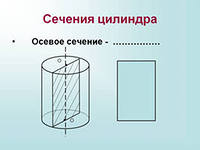 Сечения цилиндра
• Осевое сечение - ................